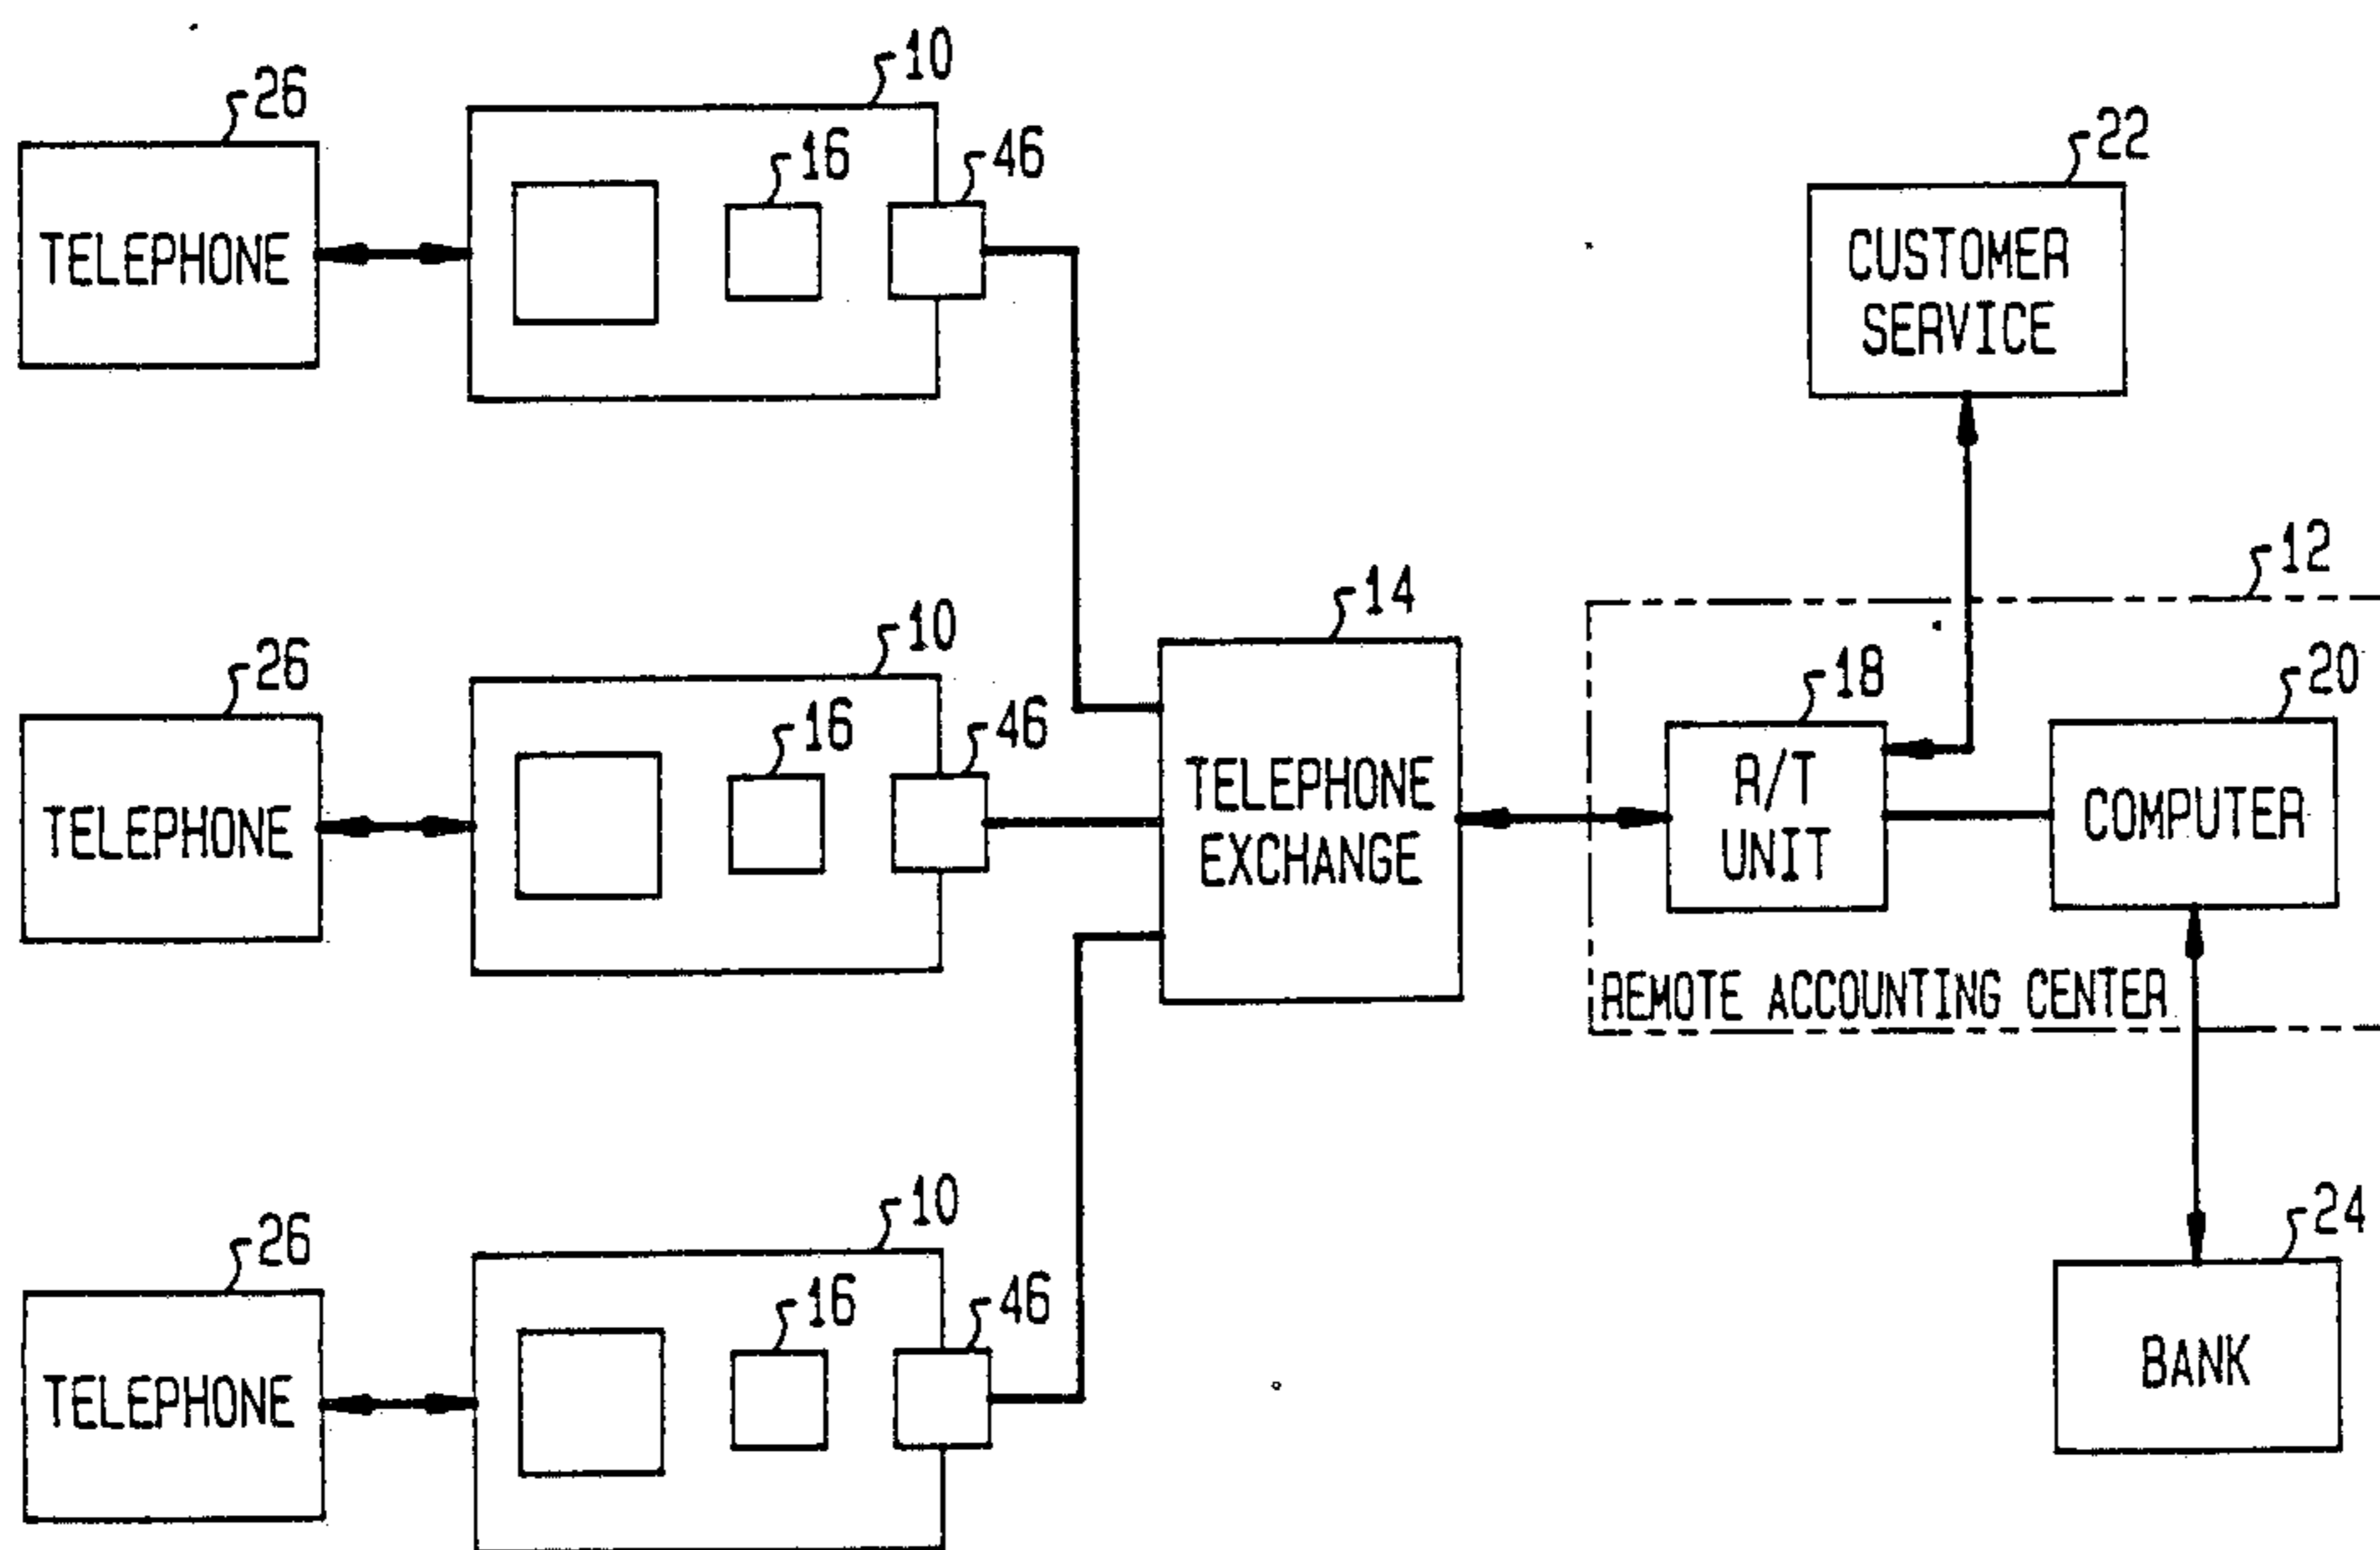 10
26
16
46
TELEPHONE
22
CUSTOMER
SERVICE
12
10
14
26
16
46
18
20
TELEPHONE
TELEPHONE
EXCHANGE
R/T
UNIT
COMPUTER
REMOTE ACCOUNTING CENTER
10
26
16
46
24
TELEPHONE
BANK